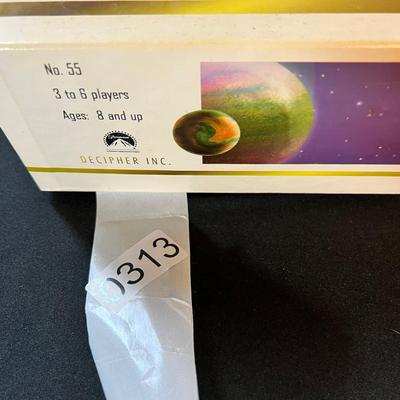 No. 55
3 to 6 players
Ages: 8 and up
DECIPHER INC.
0313